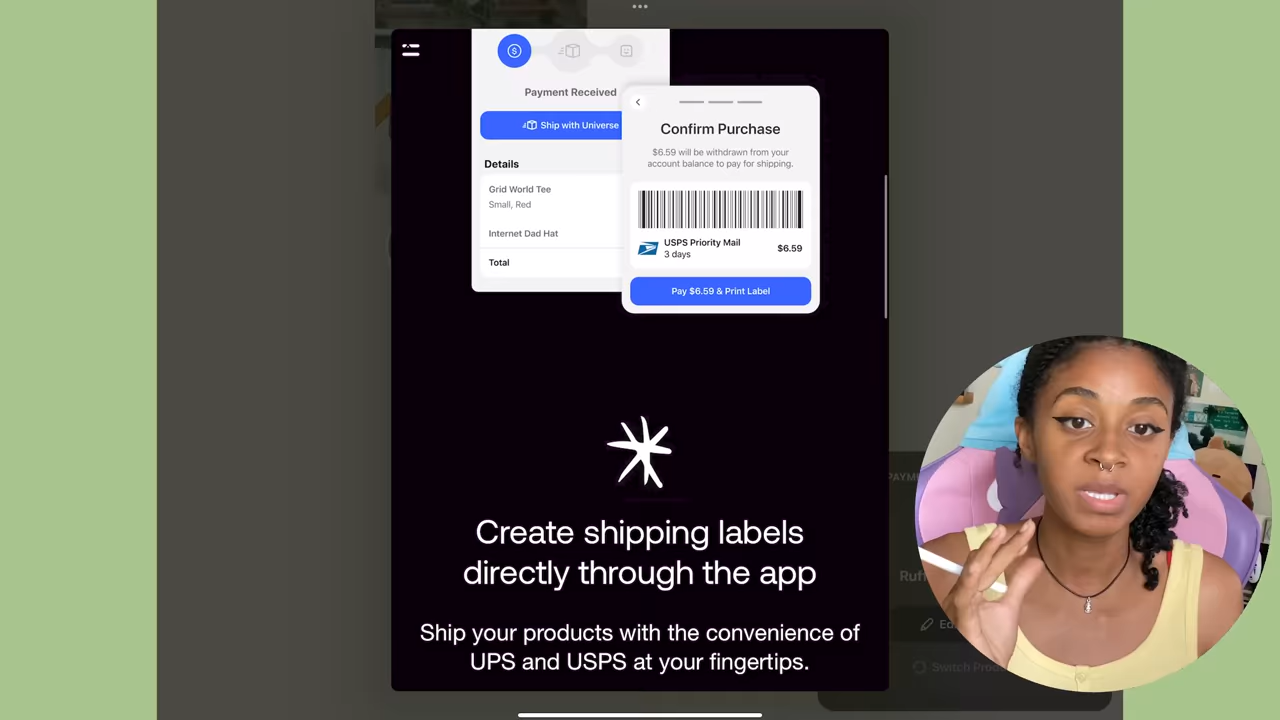 Payment Received
Ship with Universe
Details
Grid World Tee
Small, Red
Internet Dad Hat
Total
Confirm Purchase
$6.59 will be withdrawn from your
account balance to pay for shipping.
USPS Priority Mail
3 days
$6.59
Pay $6.59 & Print Label
Create shipping labels
directly through the app
Ship your products with the convenience of
UPS and USPS at your fingertips.
Switch